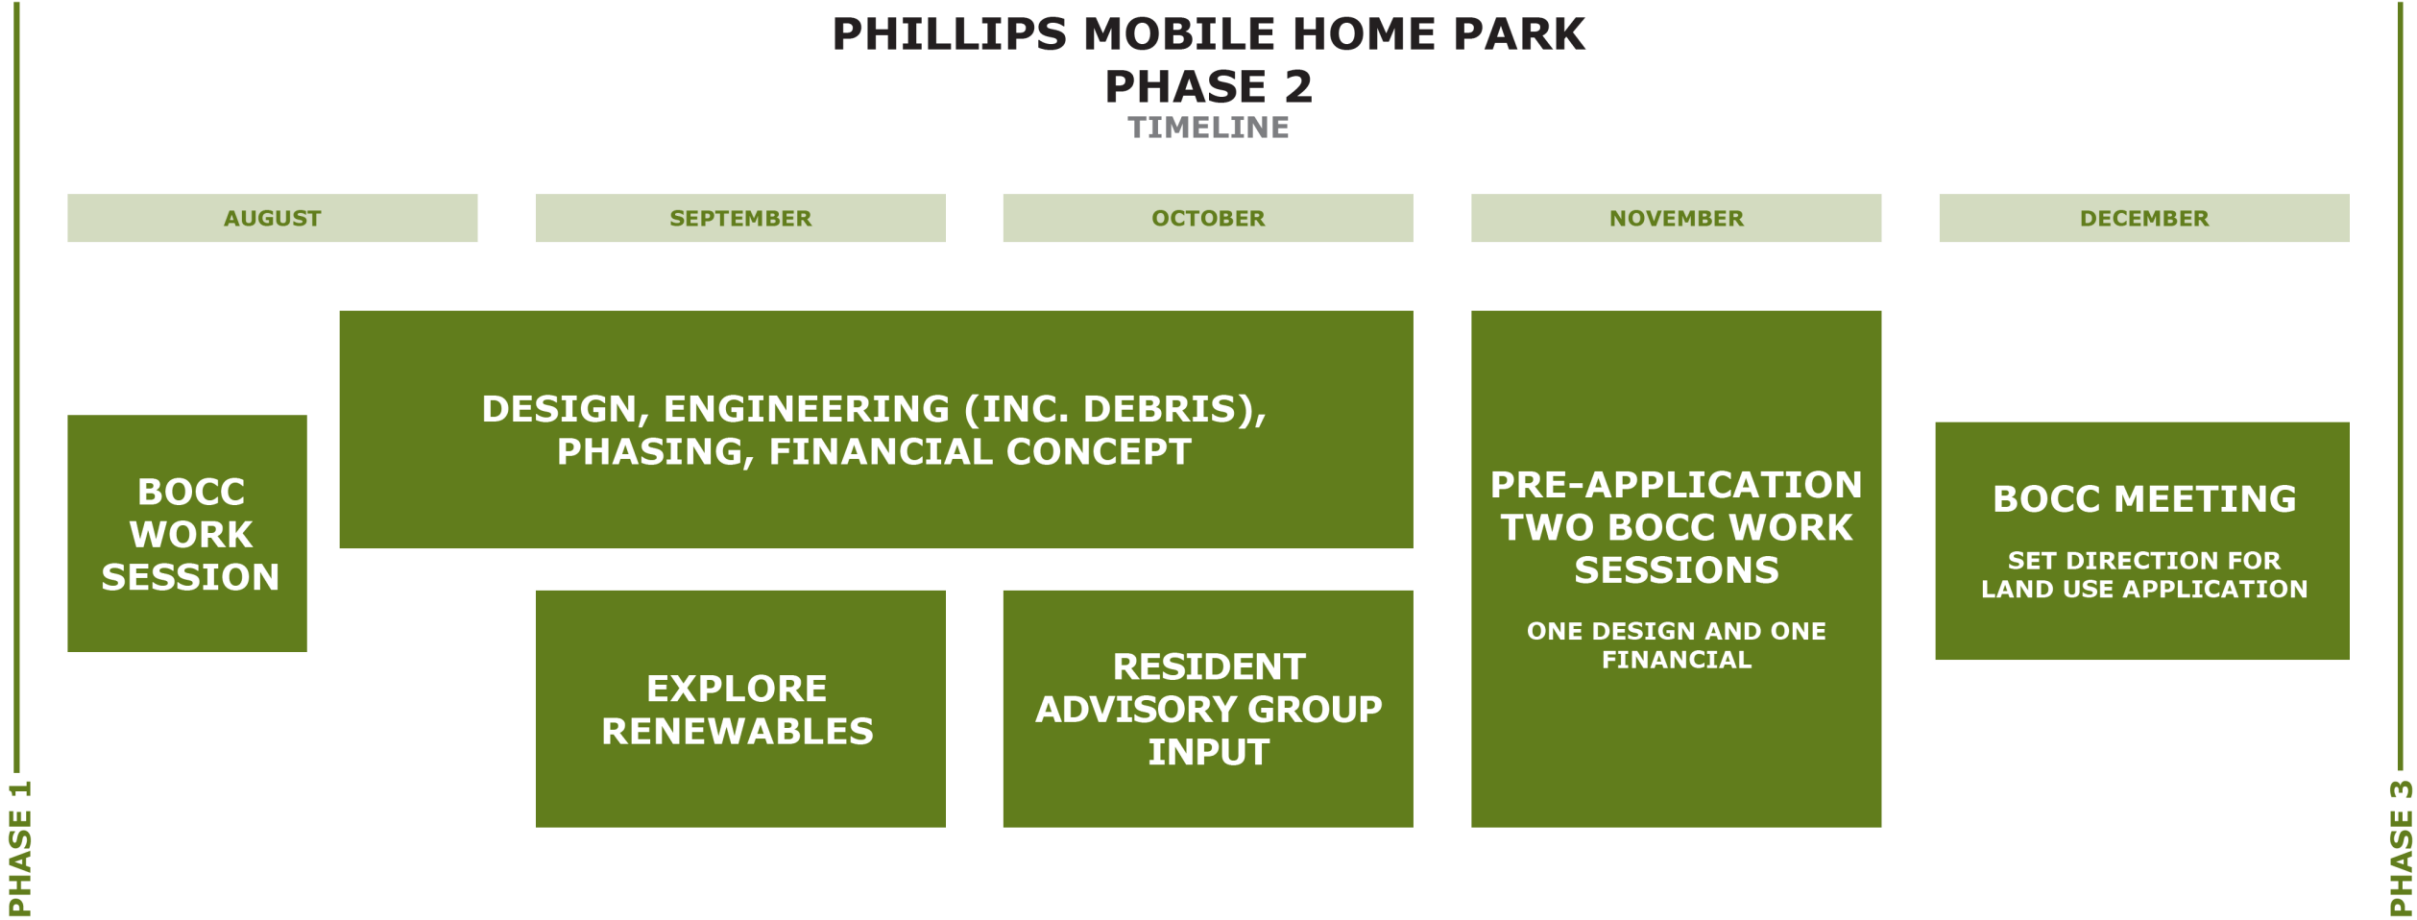 PHILLIPS MOBILE HOME PARK
PHASE 2
TIMELINE
AUGUST
SEPTEMBER
OCTOBER
NOVEMBER
DECEMBER
BOCC
WORK
SESSION
DESIGN, ENGINEERING (INC. DEBRIS),
PHASING, FINANCIAL CONCEPT
EXPLORE
RENEWABLES
RESIDENT
ADVISORY GROUP
INPUT
PRE-APPLICATION
TWO BOCC WORK
SESSIONS
ONE DESIGN AND ONE
FINANCIAL
BOCC MEETING
SET DIRECTION FOR
LAND USE APPLICATION
PHASE 1
PHASE 3